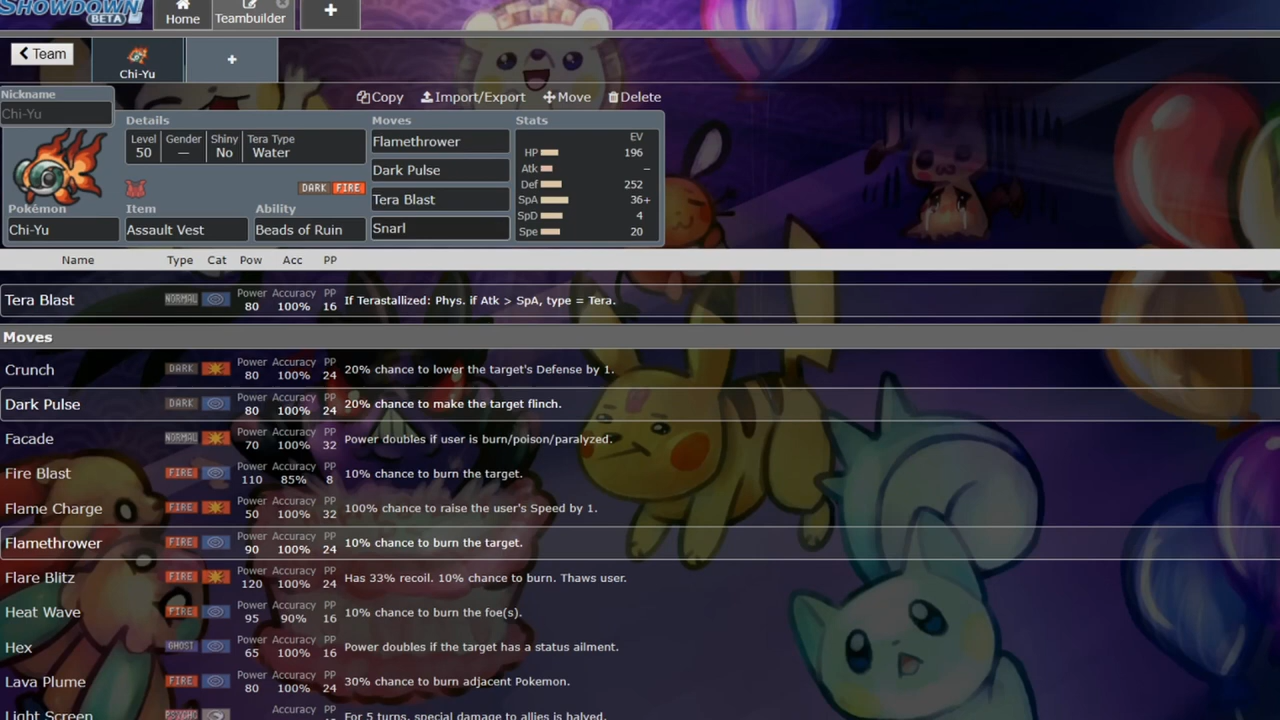 SHOWDOWN
BETA
Home
Teambuilder
+
Team
Chi-Yu
+
Nickname
Chi-Yu
Copy Import/Export Move Delete
Details
Level Gender Shiny Tera Type
50 — No Water
DARK FIRE
Pokémon Item Ability
Chi-Yu Assault Vest Beads of Ruin
Moves
Flamethrower
Dark Pulse
Tera Blast
Snarl
Stats
EV
HP 196
Atk –
Def 252
SpA 36+
SpD 4
Spe 20
Name Type Cat Pow Acc PP
Tera Blast NORMAL Power 80 Accuracy 100% PP 16 If Terastallized: Phys. if Atk > SpA, type = Tera.
Moves
Crunch DARK Power 80 Accuracy 100% PP 24 20% chance to lower the target's Defense by 1.
Dark Pulse DARK Power 80 Accuracy 100% PP 24 20% chance to make the target flinch.
Facade NORMAL Power 70 Accuracy 100% PP 32 Power doubles if user is burn/poison/paralyzed.
Fire Blast FIRE Power 110 Accuracy 85% PP 8 10% chance to burn the target.
Flame Charge FIRE Power 50 Accuracy 100% PP 32 100% chance to raise the user's Speed by 1.
Flamethrower FIRE Power 90 Accuracy 100% PP 24 10% chance to burn the target.
Flare Blitz FIRE Power 120 Accuracy 100% PP 24 Has 33% recoil. 10% chance to burn. Thaws user.
Heat Wave FIRE Power 95 Accuracy 90% PP 16 10% chance to burn the foe(s).
Hex GHOST Power 65 Accuracy 100% PP 16 Power doubles if the target has a status ailment.
Lava Plume FIRE Power 80 Accuracy 100% PP 24 30% chance to burn adjacent Pokemon.
Light Screen PSYCHC Accuracy PP For 5 turns, special damage to allies is halved.